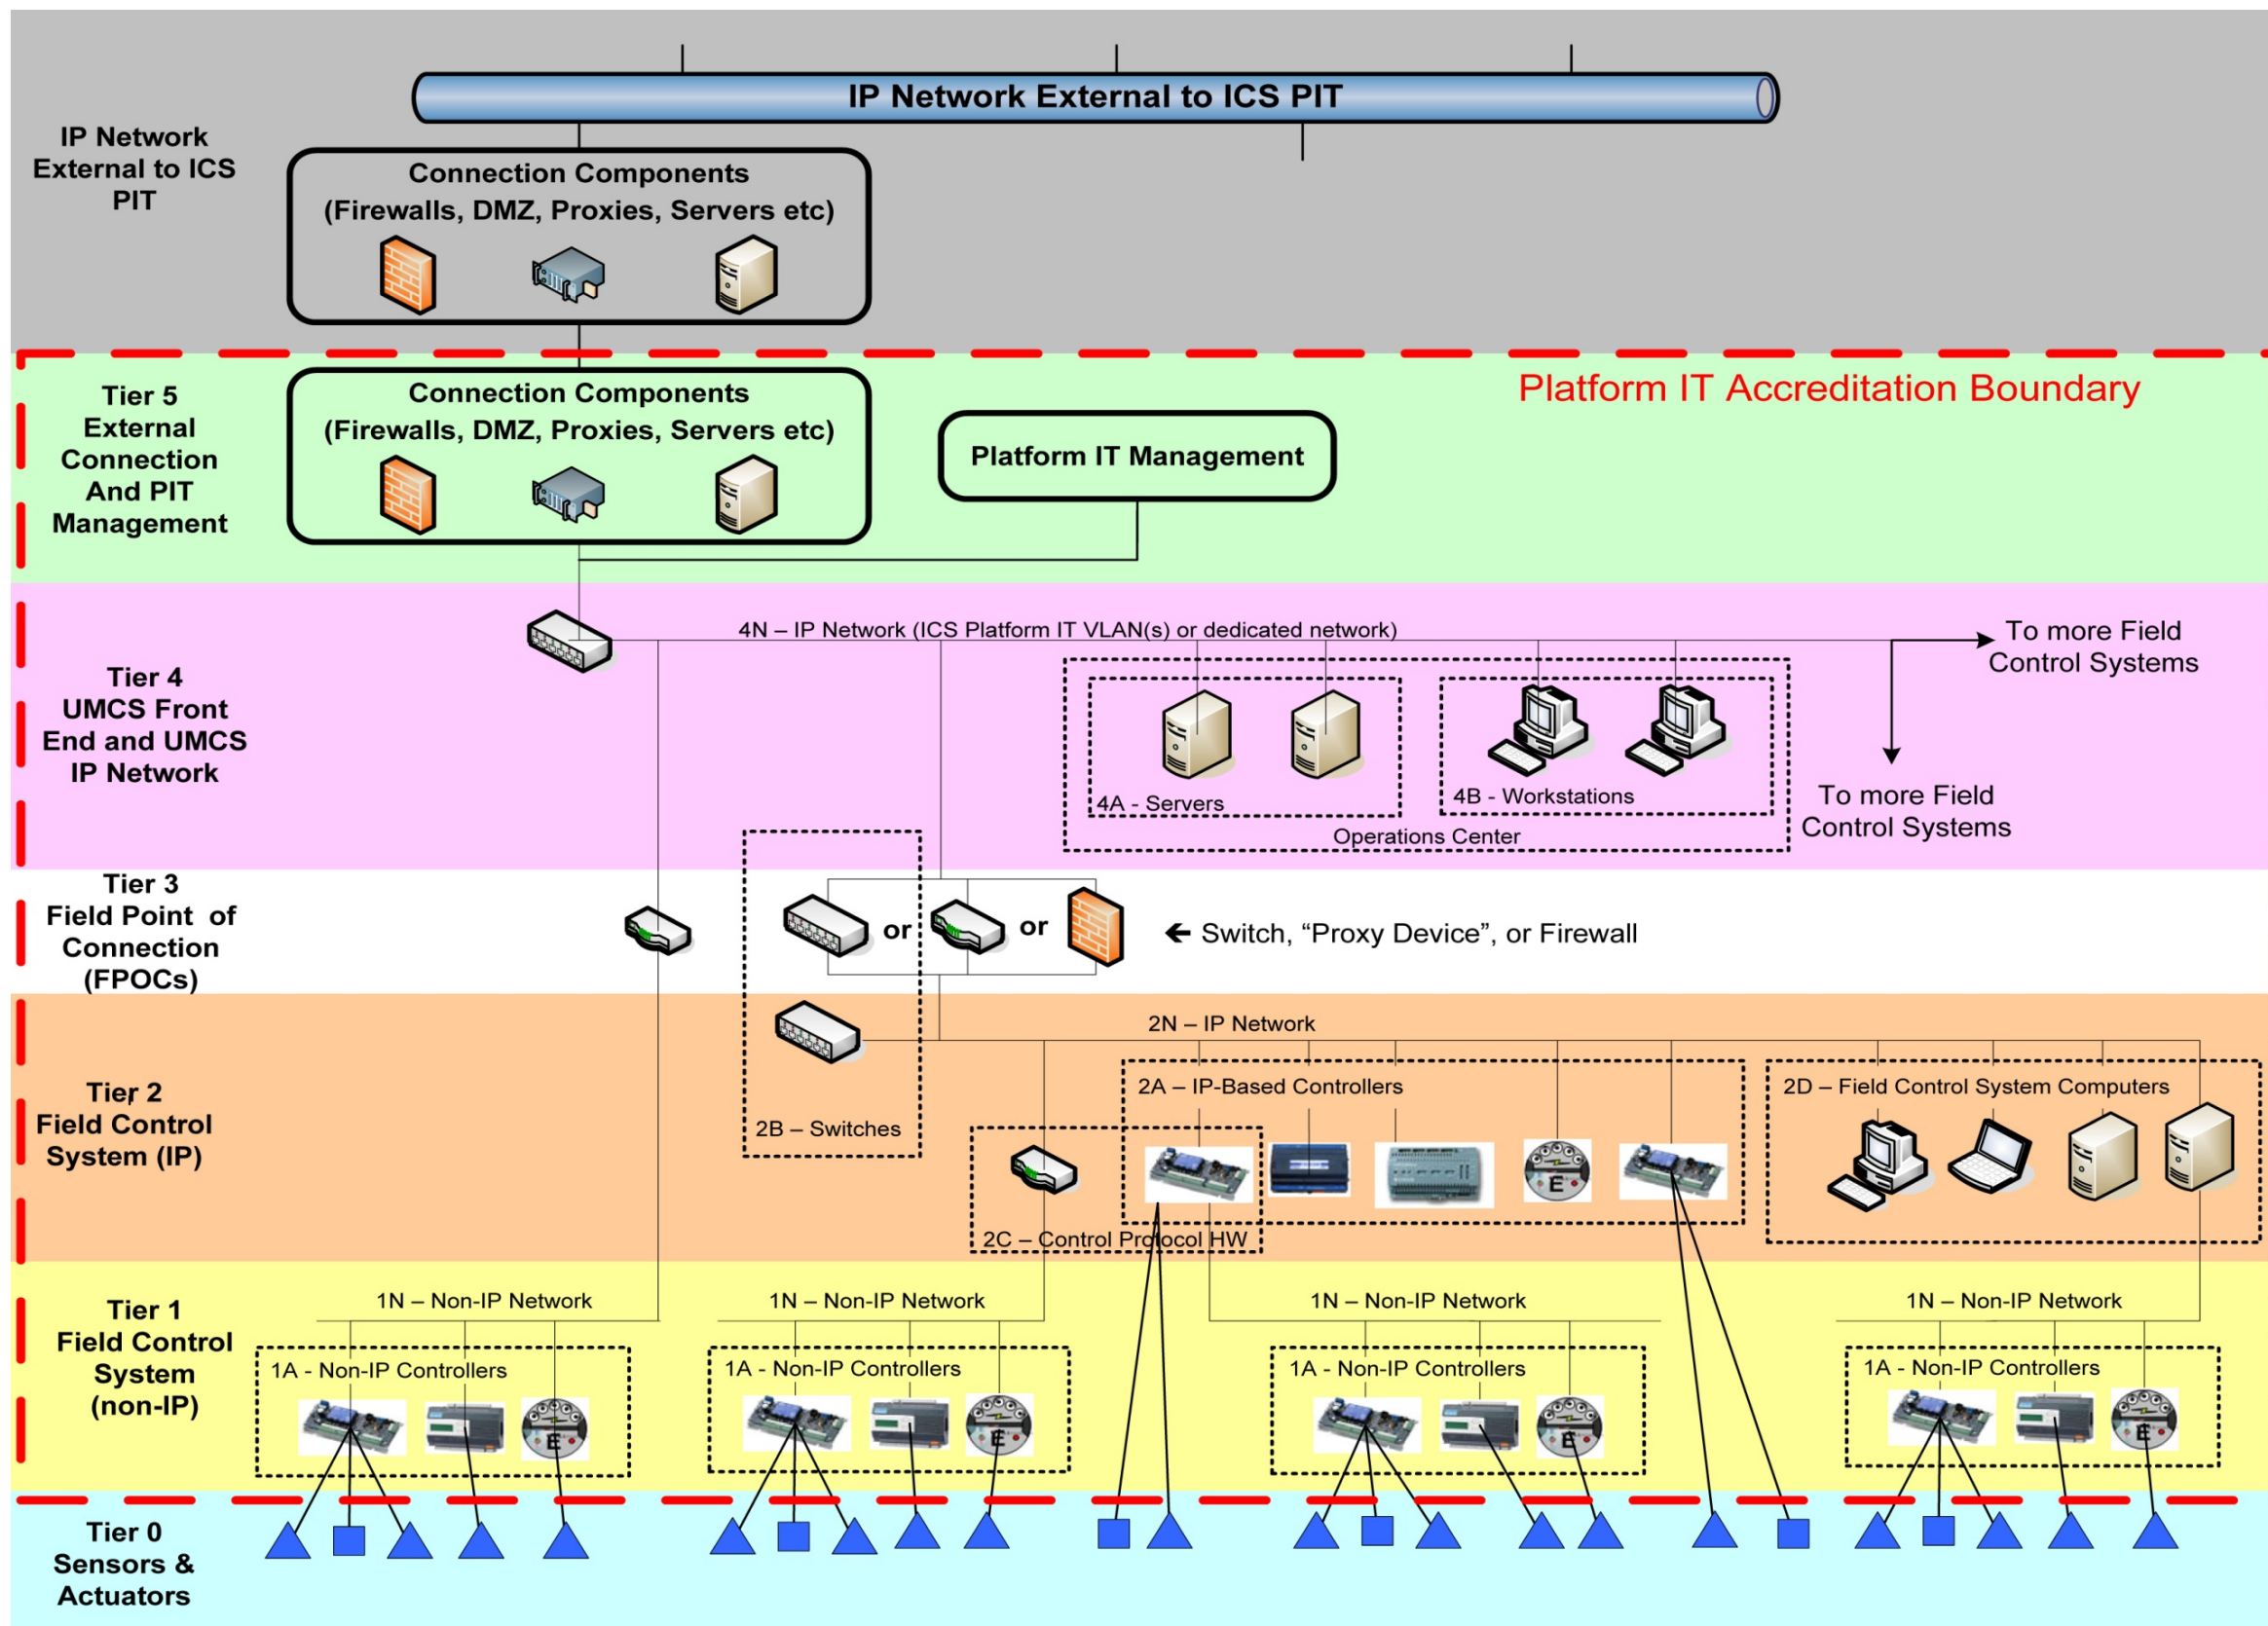 IP Network External to ICS PIT
IP Network
External to ICS
PIT
Connection Components
(Firewalls, DMZ, Proxies, Servers etc)
Platform IT Accreditation Boundary
Tier 5
External
Connection
And PIT
Management
Connection Components
(Firewalls, DMZ, Proxies, Servers etc)
Platform IT Management
Tier 4
UMCS Front
End and UMCS
IP Network
4N – IP Network (ICS Platform IT VLAN(s) or dedicated network)
To more Field
Control Systems
4A - Servers
4B - Workstations
Operations Center
To more Field
Control Systems
Tier 3
Field Point of
Connection
(FPOCs)
or
or
← Switch, “Proxy Device”, or Firewall
Tier 2
Field Control
System (IP)
2N – IP Network
2B – Switches
2A – IP-Based Controllers
2D – Field Control System Computers
E
2C – Control Protocol HW
Tier 1
Field Control
System
(non-IP)
1N – Non-IP Network
1N – Non-IP Network
1N – Non-IP Network
1N – Non-IP Network
1A - Non-IP Controllers
1A - Non-IP Controllers
1A - Non-IP Controllers
1A - Non-IP Controllers
E
E
E
E
Tier 0
Sensors &
Actuators